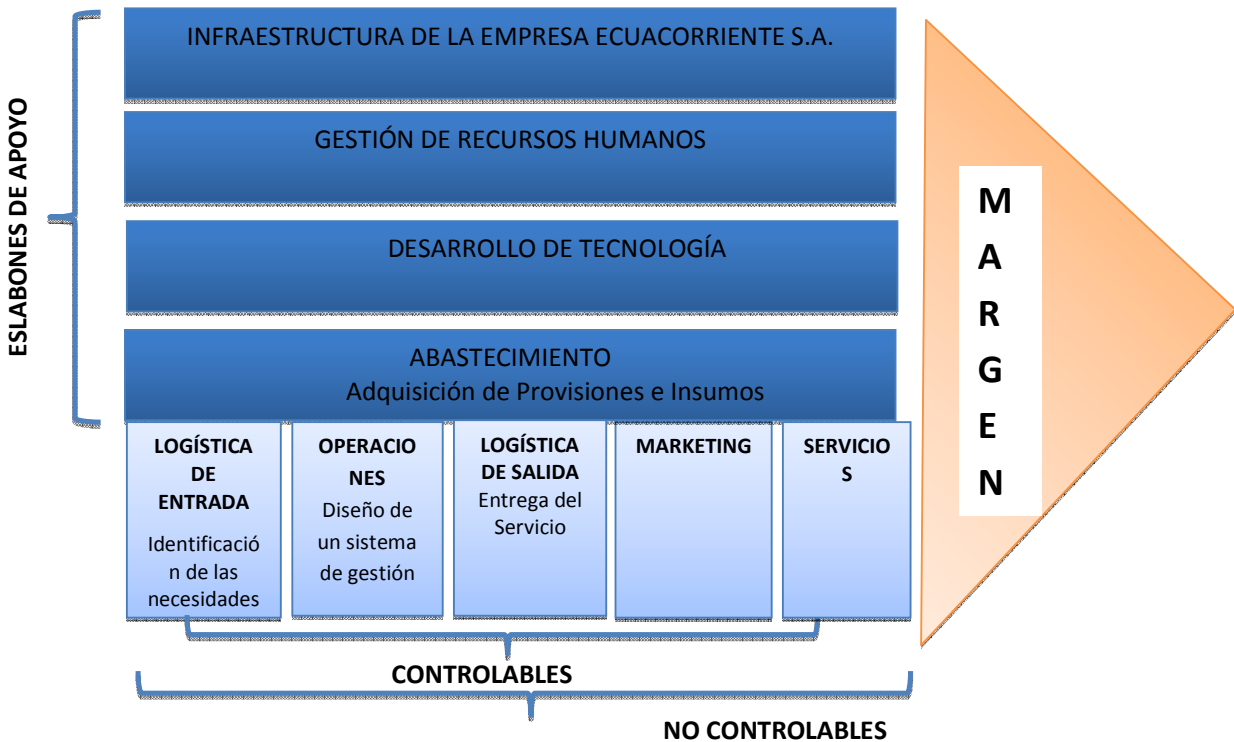 INFRAESTRUCTURA DE LA EMPRESA ECUACORRIENTE S.A.
GESTIÓN DE RECURSOS HUMANOS
DESARROLLO DE TECNOLOGÍA
ABASTECIMIENTO
Adquisición de Provisiones e Insumos
ESLABONES DE APOYO
LOGÍSTICA
DE
ENTRADA
Identificació
n de las
necesidades
OPERACIO
NES
Diseño de
un sistema
de gestión
LOGÍSTICA
DE SALIDA
Entrega del
Servicio
MARKETING
SERVICIO
S
M
A
R
G
E
N
CONTROLABLES
NO CONTROLABLES